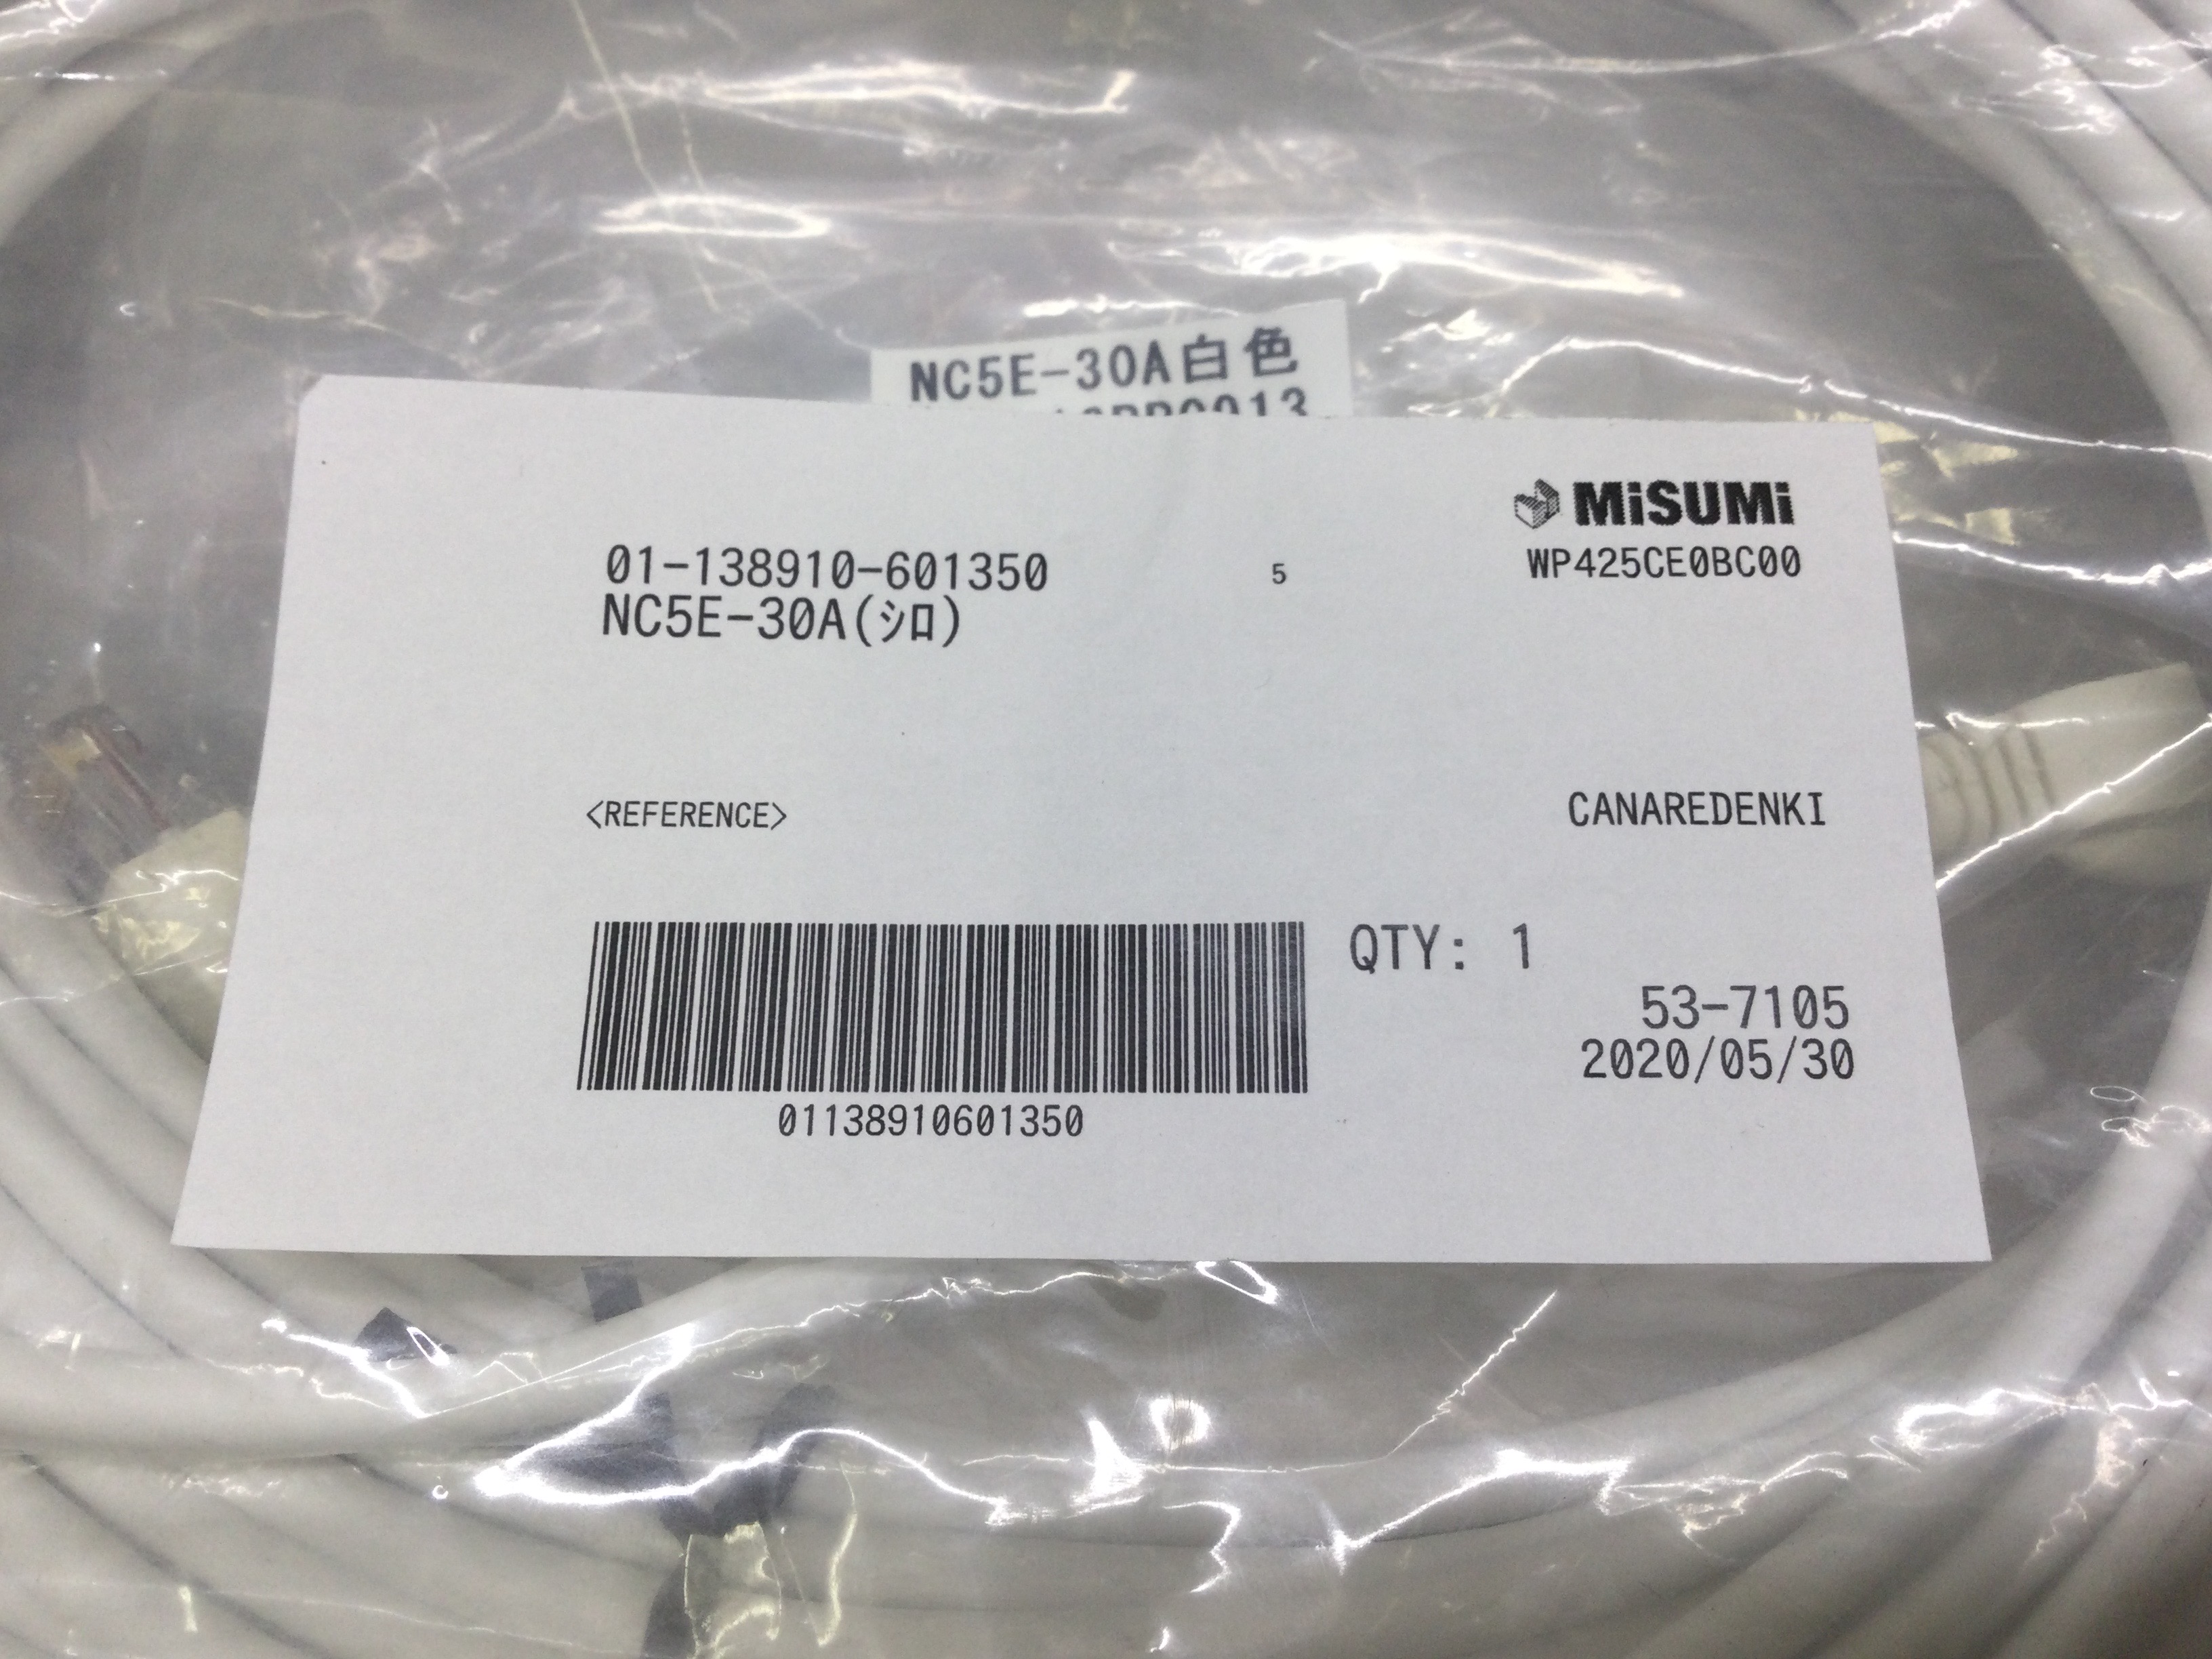 NC5E-30A白色
MiSUMi
01-138910-601350
5
WP425CE0BC00
NC5E-30A(ｼﾛ)
<REFERENCE>
CANAREDENKI
QTY: 1
53-7105
2020/05/30
01138910601350